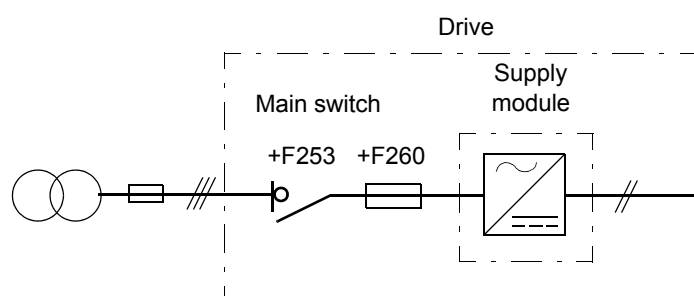 Drive
Supply
module
Main switch
+F253 +F260